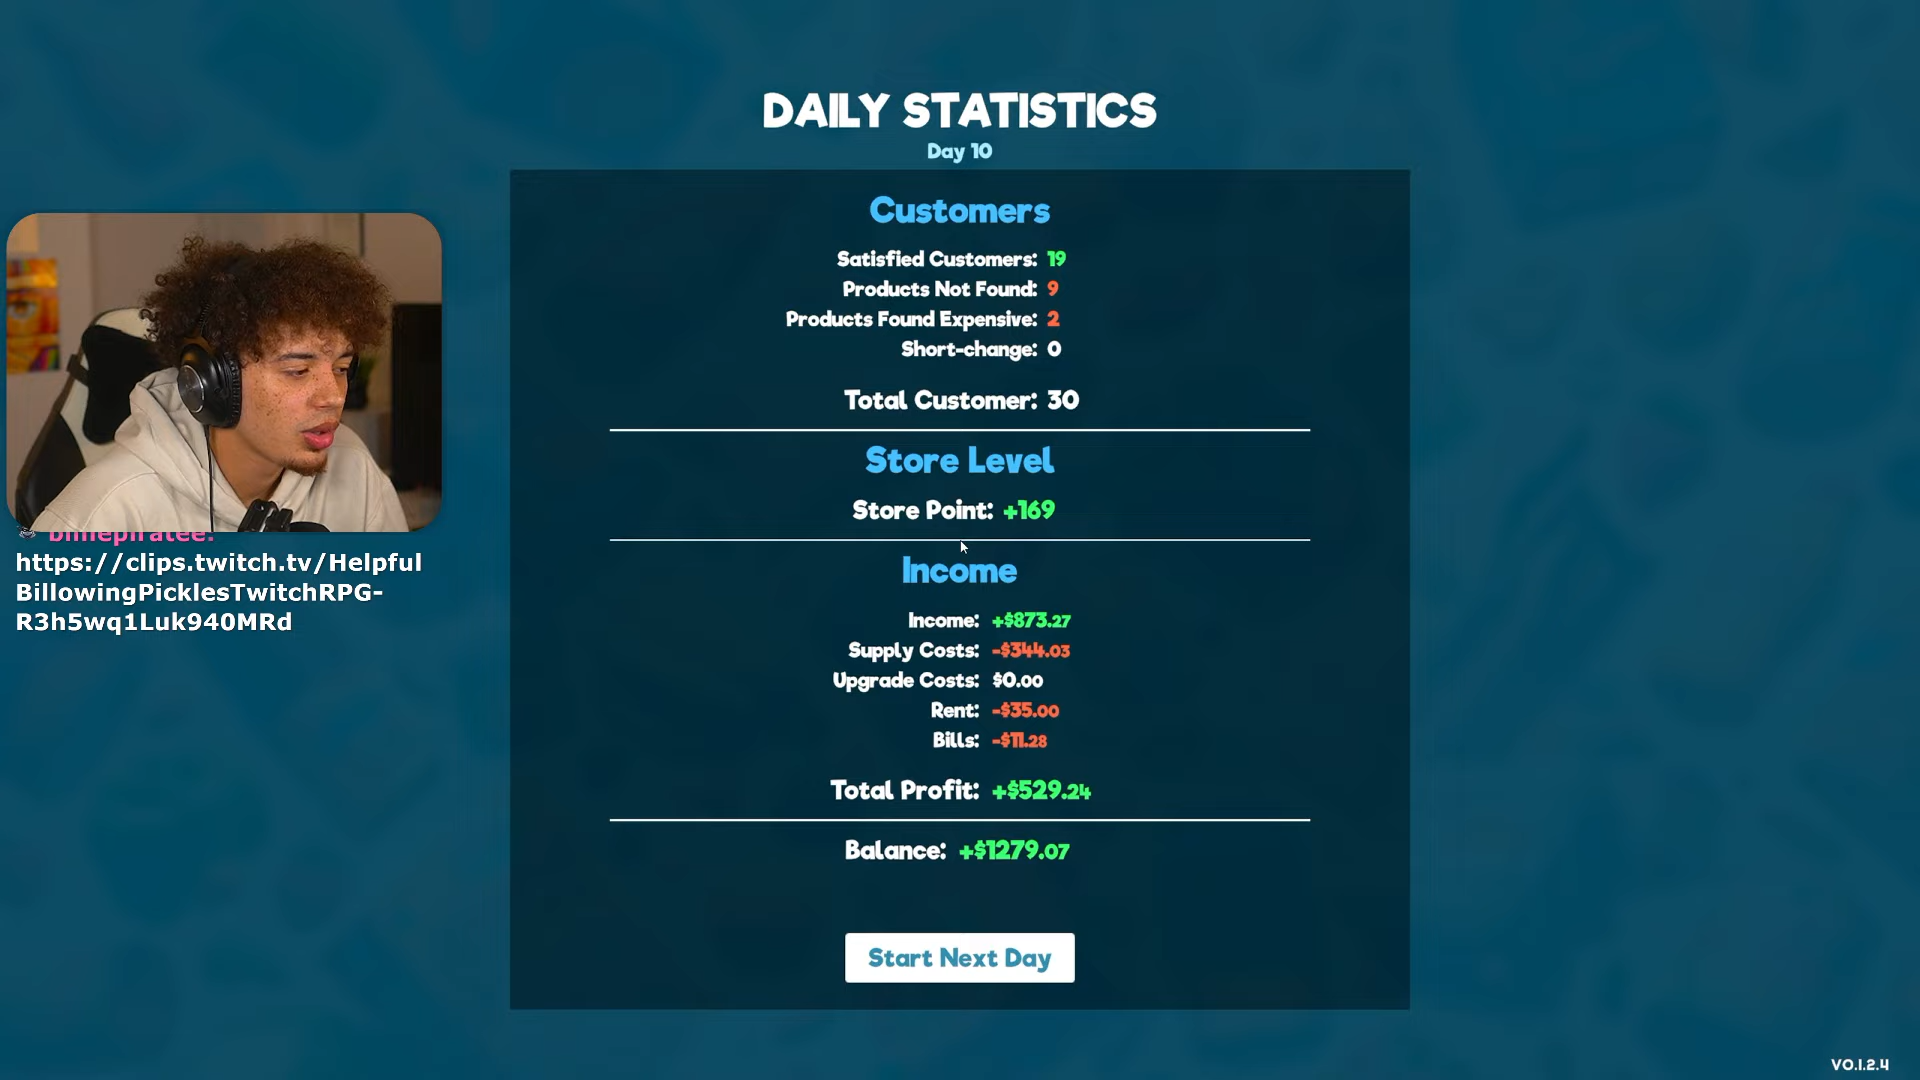 DAILY STATISTICS
Day 10
Customers
Satisfied Customers: 19
Products Not Found: 9
Products Found Expensive: 2
Short-change: 0
Total Customer: 30
Store Level
Store Point: +169
Income
Income: +$873.27
Supply Costs: -$344.03
Upgrade Costs: $0.00
Rent: -$35.00
Bills: -$11.28
Total Profit: +$529.24
Balance: +$1279.07
Start Next Day
https://clips.twitch.tv/Helpful
BillowingPicklesTwitchRPG-
R3h5wq1Luk940MRd
V0.1.2.4